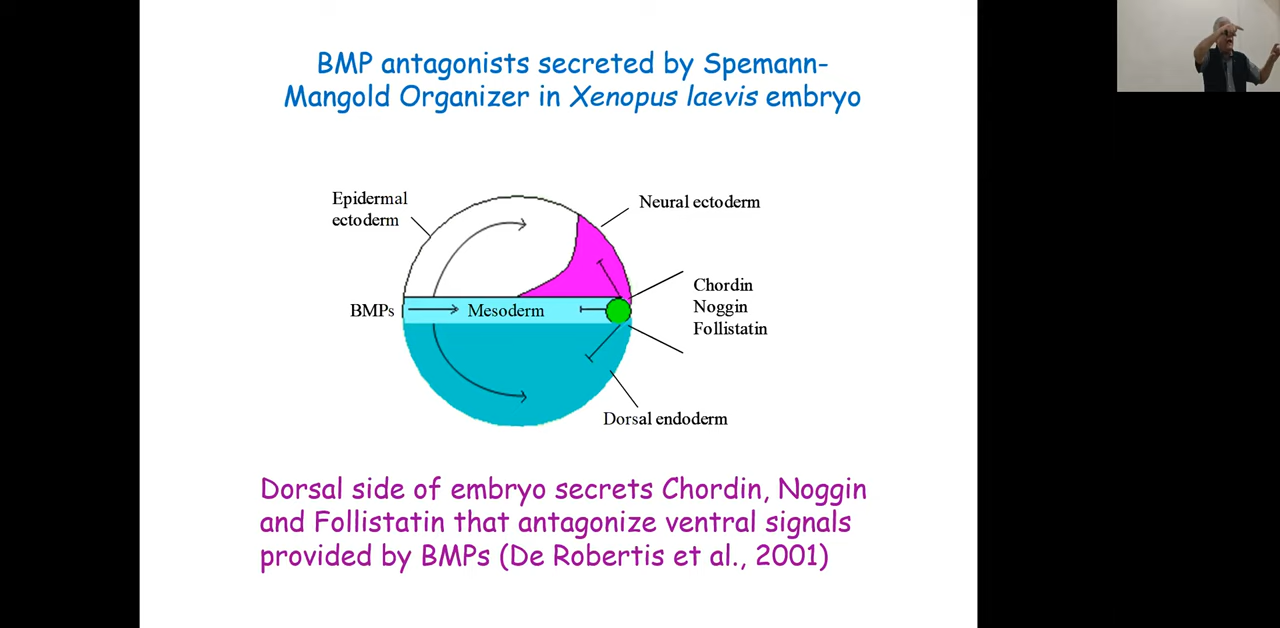 BMP antagonists secreted by Spemann-
Mangold Organizer in Xenopus laevis embryo
Epidermal
ectoderm
Neural ectoderm
Chordin
Noggin
Follistatin
BMPs
Mesoderm
Dorsal endoderm
Dorsal side of embryo secrets Chordin, Noggin
and Follistatin that antagonize ventral signals
provided by BMPs (De Robertis et al., 2001)